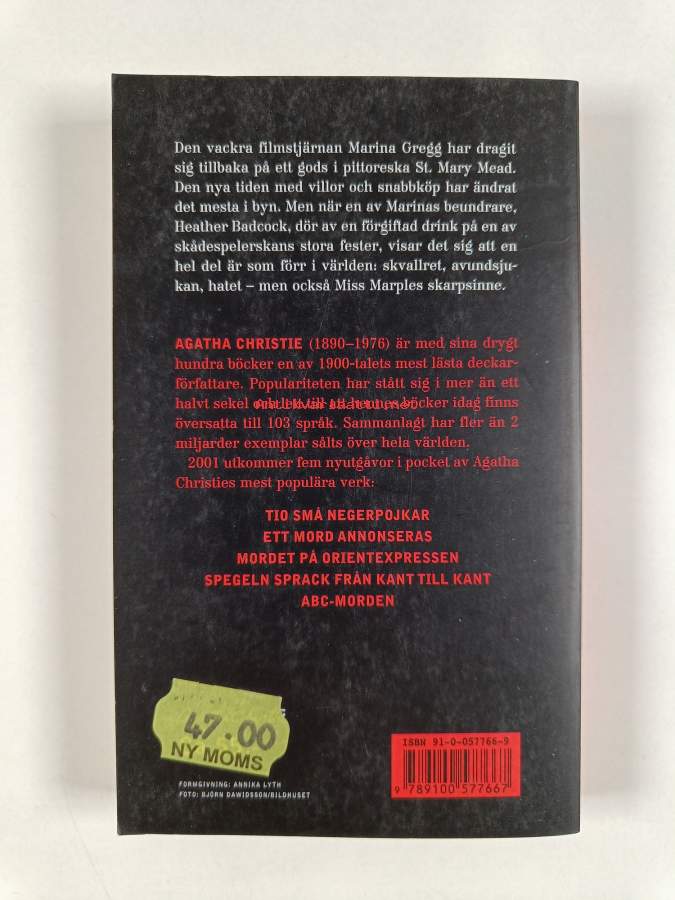 Den vackra filmstjärnan Marina Gregg har dragit
sig tillbaka på ett gods i pittoreska St. Mary Mead.
Den nya tiden med villor och snabbköp har ändrat
det mesta i byn. Men när en av Marinas beundrare,
Heather Badcock, dör av en förgiftad drink på en av
skådespelerskans stora fester, visar det sig att en
hel del är som förr i världen: skvallret, avundsju-
kan, hatet – men också Miss Marples skarpsinne.
AGATHA CHRISTIE (1890–1976) är med sina drygt
hundra böcker en av 1900-talets mest lästa deckar-
författare. Populariteten har stått sig i mer än ett
halvt sekel och lett till att hennes böcker idag finns
översatta till 103 språk. Sammanlagt har fler än 2
miljarder exemplar sålts över hela världen.
2001 utkommer fem nyutgåvor i pocket av Agatha
Christies mest populära verk:
TIO SMÅ NEGERPOJKAR
ETT MORD ANNONSERAS
MORDET PÅ ORIENTEXPRESSEN
SPEGELN SPRACK FRÅN KANT TILL KANT
ABC-MORDEN
47.00
NY MOMS
FORMGIVNING: ANNIKA LYTH
FOTO: BJÖRN DAWIDSSON/BILDHUSET
ISBN 91-0-057766-9
9 789100 577667